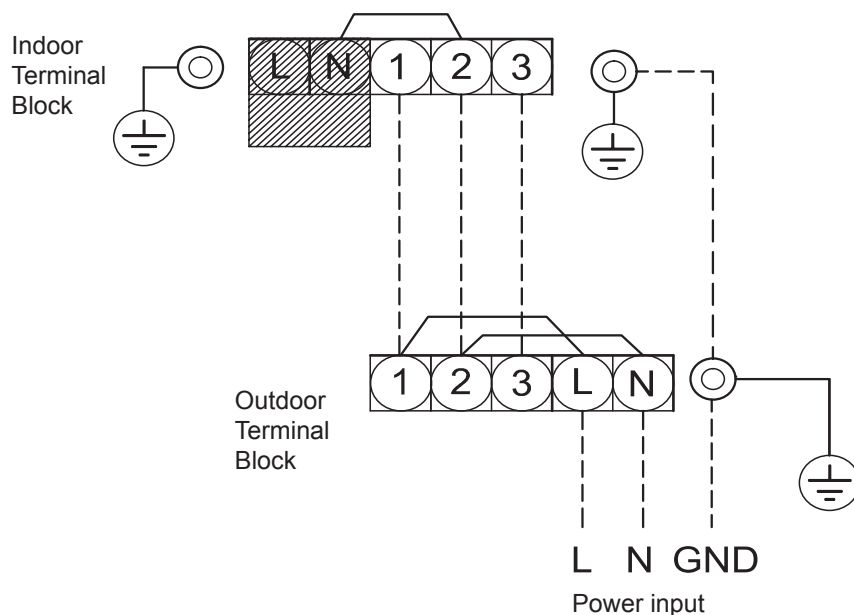 Indoor
Terminal
Block
L N 1 2 3
1 2 3 L N
Outdoor
Terminal
Block
L N GND
Power input